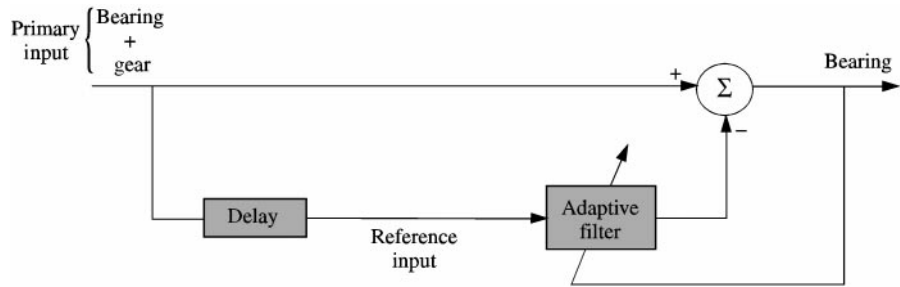 Primary
input
Bearing
+
gear
+
Σ
Bearing
−
Delay
Reference
input
Adaptive
filter